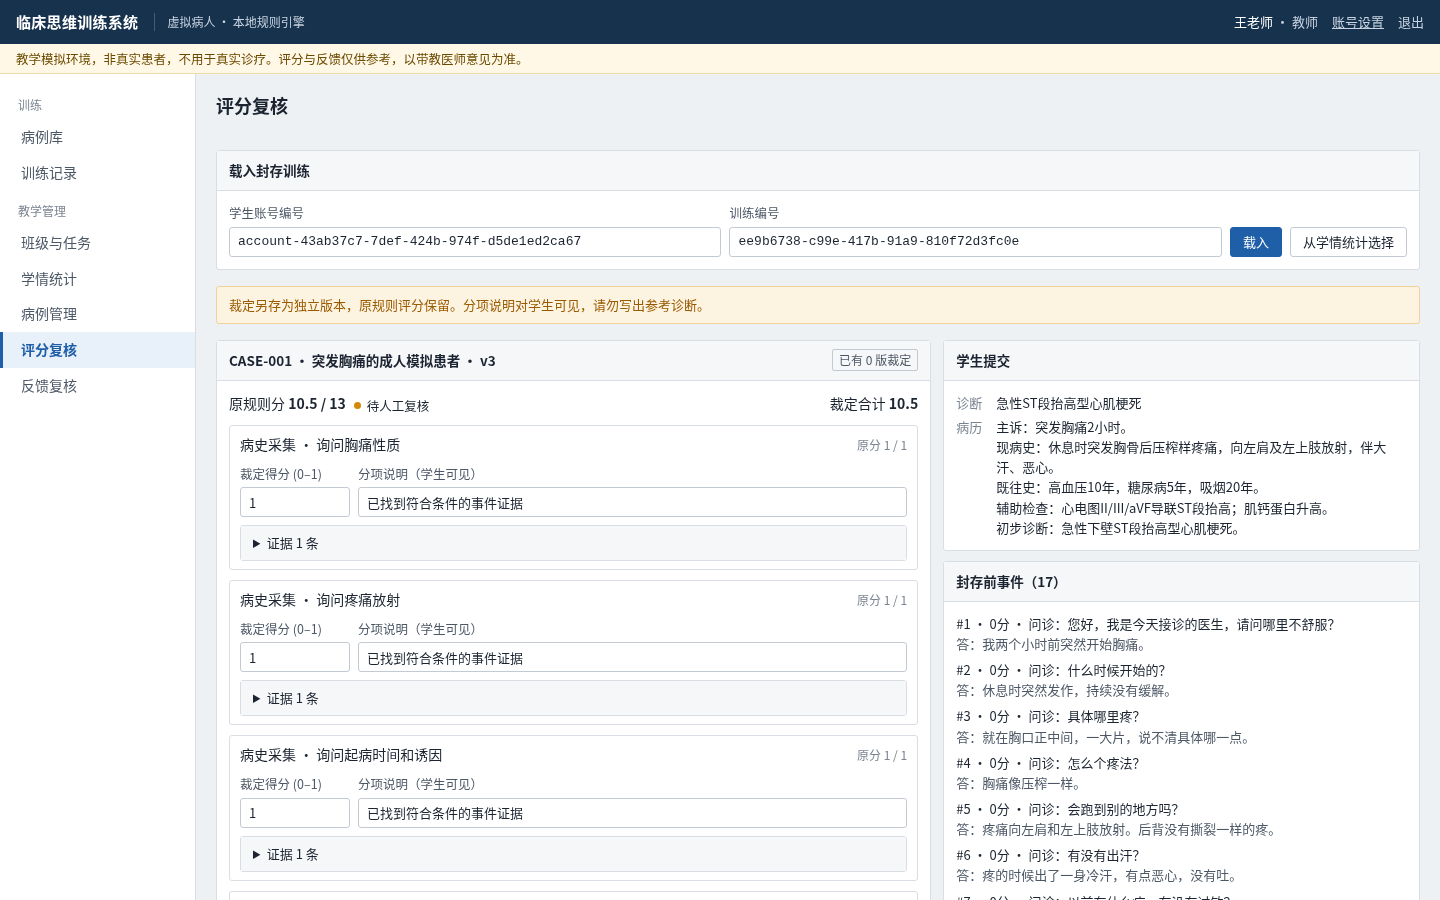 临床思维训练系统
虚拟病人 · 本地规则引擎
王老师 · 教师 账号设置 退出
教学模拟环境，非真实患者，不用于真实诊疗。评分与反馈仅供参考，以带教医师意见为准。
训练
病例库
训练记录
教学管理
班级与任务
学情统计
病例管理
评分复核
反馈复核
评分复核
载入封存训练
学生账号编号
训练编号
account-43ab37c7-7def-424b-974f-d5de1ed2ca67
ee9b6738-c99e-417b-91a9-810f72d3fc0e
载入
从学情统计选择
裁定另存为独立版本，原规则评分保留。分项说明对学生可见，请勿写出参考诊断。
CASE-001 · 突发胸痛的成人模拟患者 · v3
已有 0 版裁定
原规则分 10.5 / 13 待人工复核
裁定合计 10.5
病史采集 · 询问胸痛性质
原分 1 / 1
裁定得分 (0–1)
分项说明（学生可见）
1
已找到符合条件的事件证据
证据 1 条
病史采集 · 询问疼痛放射
原分 1 / 1
裁定得分 (0–1)
分项说明（学生可见）
1
已找到符合条件的事件证据
证据 1 条
病史采集 · 询问起病时间和诱因
原分 1 / 1
裁定得分 (0–1)
分项说明（学生可见）
1
已找到符合条件的事件证据
证据 1 条
学生提交
诊断 急性ST段抬高型心肌梗死
病历 主诉：突发胸痛2小时。
现病史：休息时突发胸骨后压榨样疼痛，向左肩及左上肢放射，伴大
汗、恶心。
既往史：高血压10年，糖尿病5年，吸烟20年。
辅助检查：心电图II/III/aVF导联ST段抬高；肌钙蛋白升高。
初步诊断：急性下壁ST段抬高型心肌梗死。
封存前事件（17）
#1 · 0分 · 问诊：您好，我是今天接诊的医生，请问哪里不舒服？
答：我两个小时前突然开始胸痛。
#2 · 0分 · 问诊：什么时候开始的？
答：休息时突然发作，持续没有缓解。
#3 · 0分 · 问诊：具体哪里疼？
答：就在胸口正中间，一大片，说不清具体哪一点。
#4 · 0分 · 问诊：怎么个疼法？
答：胸痛像压榨一样。
#5 · 0分 · 问诊：会跑到别的地方吗？
答：疼痛向左肩和左上肢放射。后背没有撕裂一样的疼。
#6 · 0分 · 问诊：有没有出汗？
答：疼的时候出了一身冷汗，有点恶心，没有吐。